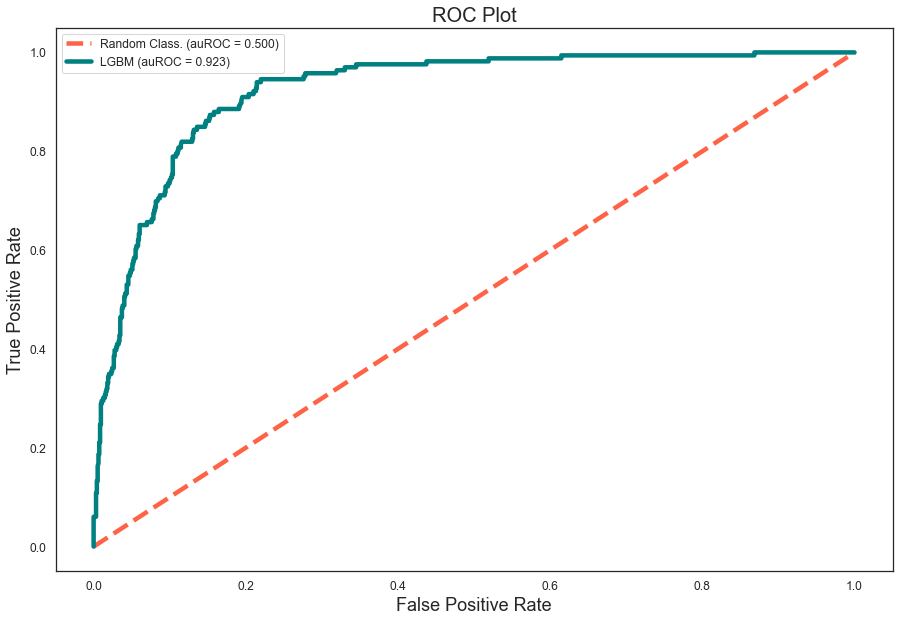 ROC Plot
Random Class. (auROC = 0.500)
LGBM (auROC = 0.923)
True Positive Rate
1.0
0.8
0.6
0.4
0.2
0.0
0.0 0.2 0.4 0.6 0.8 1.0
False Positive Rate